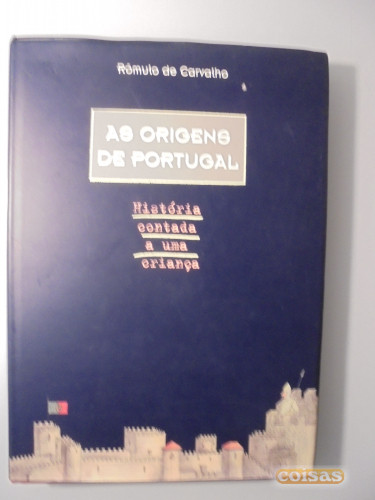 Rómulo de Carvalho
AS ORIGENS
DE PORTUGAL
História
contada
a uma
criança
coisas